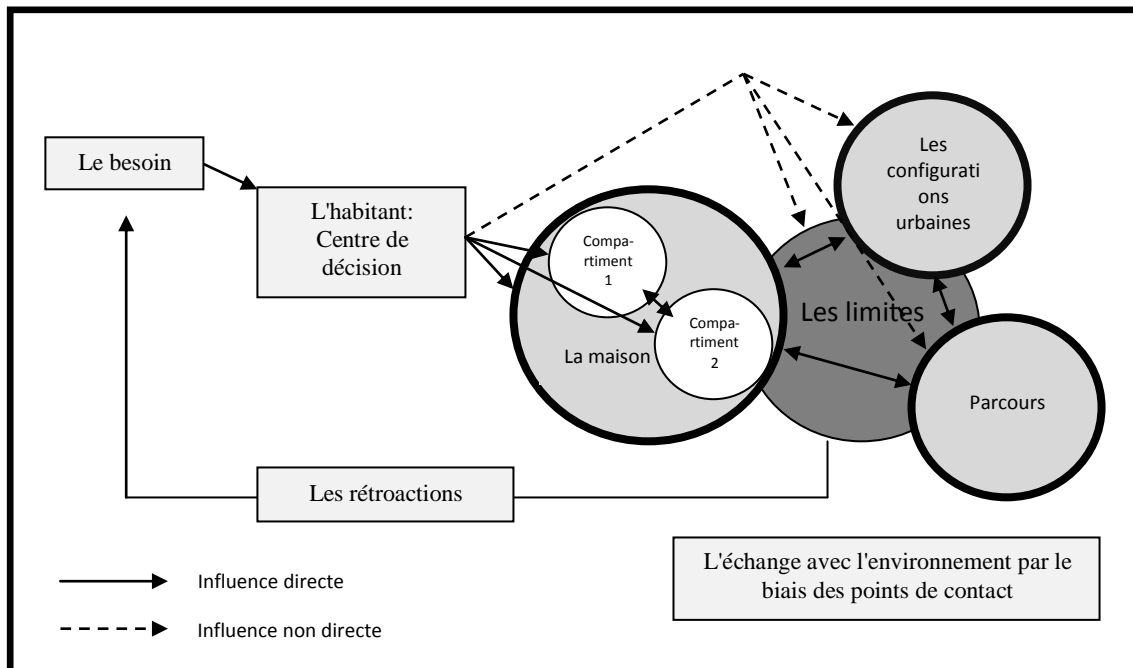 Le besoin
L'habitant:
Centre de
décision
Compa-
rtiment
1
Compa-
rtiment
2
La maison
Les limites
Les
configurati
ons
urbaines
Parcours
Les rétroactions
L'échange avec l'environnement par le
biais des points de contact
Influence directe
Influence non directe